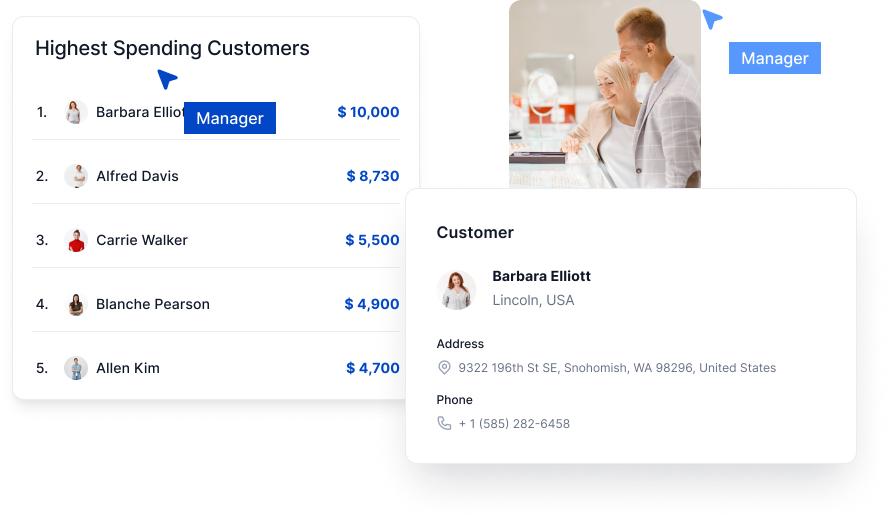 Highest Spending Customers
1. Barbara Elliot $ 10,000
Manager
2. Alfred Davis $ 8,730
3. Carrie Walker $ 5,500
4. Blanche Pearson $ 4,900
5. Allen Kim $ 4,700
Manager
Customer
Barbara Elliott
Lincoln, USA
Address
9322 196th St SE, Snohomish, WA 98296, United States
Phone
+ 1 (585) 282-6458